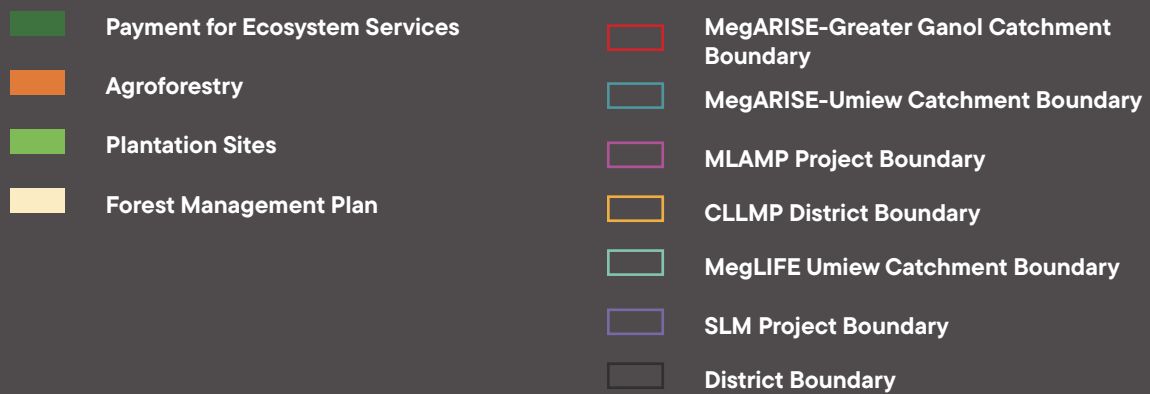 Payment for Ecosystem Services
Agroforestry
Plantation Sites
Forest Management Plan
MegARISE-Greater Ganol Catchment
Boundary
MegARISE-Umiew Catchment Boundary
MLAMP Project Boundary
CLLMP District Boundary
MegLIFE Umiew Catchment Boundary
SLM Project Boundary
District Boundary